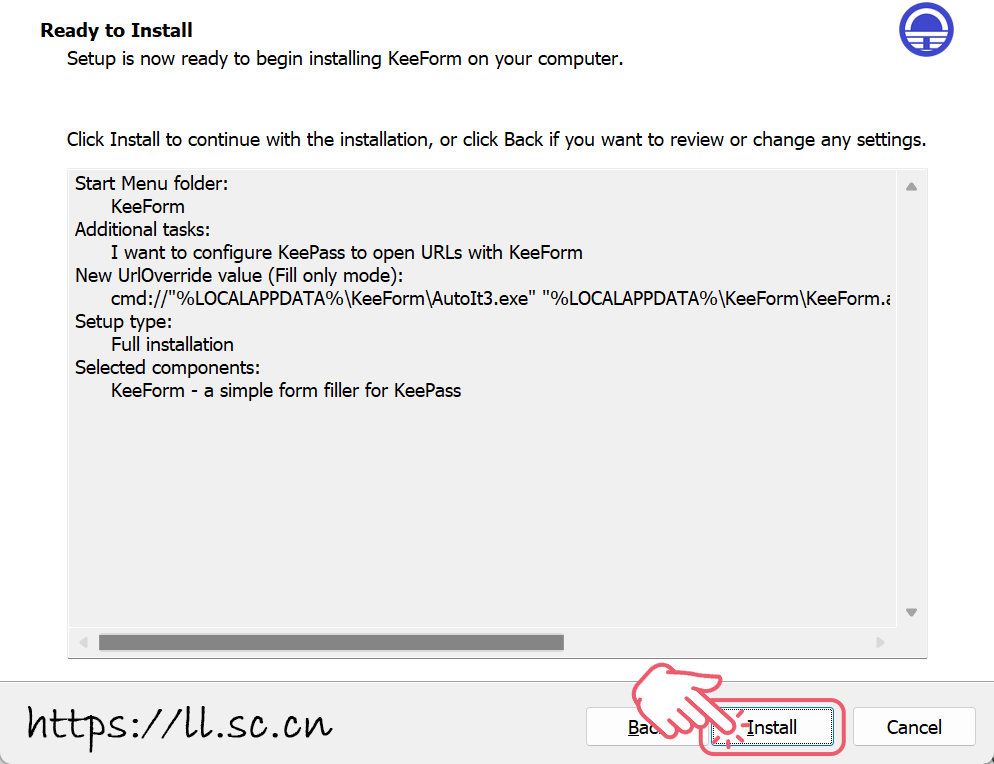 Ready to Install
Setup is now ready to begin installing KeeForm on your computer.
Click Install to continue with the installation, or click Back if you want to review or change any settings.
Start Menu folder:
KeeForm
Additional tasks:
I want to configure KeePass to open URLs with KeeForm
New UrlOverride value (Fill only mode):
cmd://"%LOCALAPPDATA%\KeeForm\AutoIt3.exe" "%LOCALAPPDATA%\KeeForm\KeeForm.a
Setup type:
Full installation
Selected components:
KeeForm - a simple form filler for KeePass
https://ll.sc.cn
Bac Install Cancel